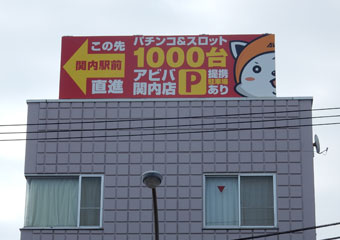 この先
関内駅前
直進
パチンコ&スロット
1000台
アビバ
関内店
P
提携
駐車場
あり